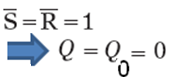 S̅ = R̅ = 1
Q = Q₀ = 0